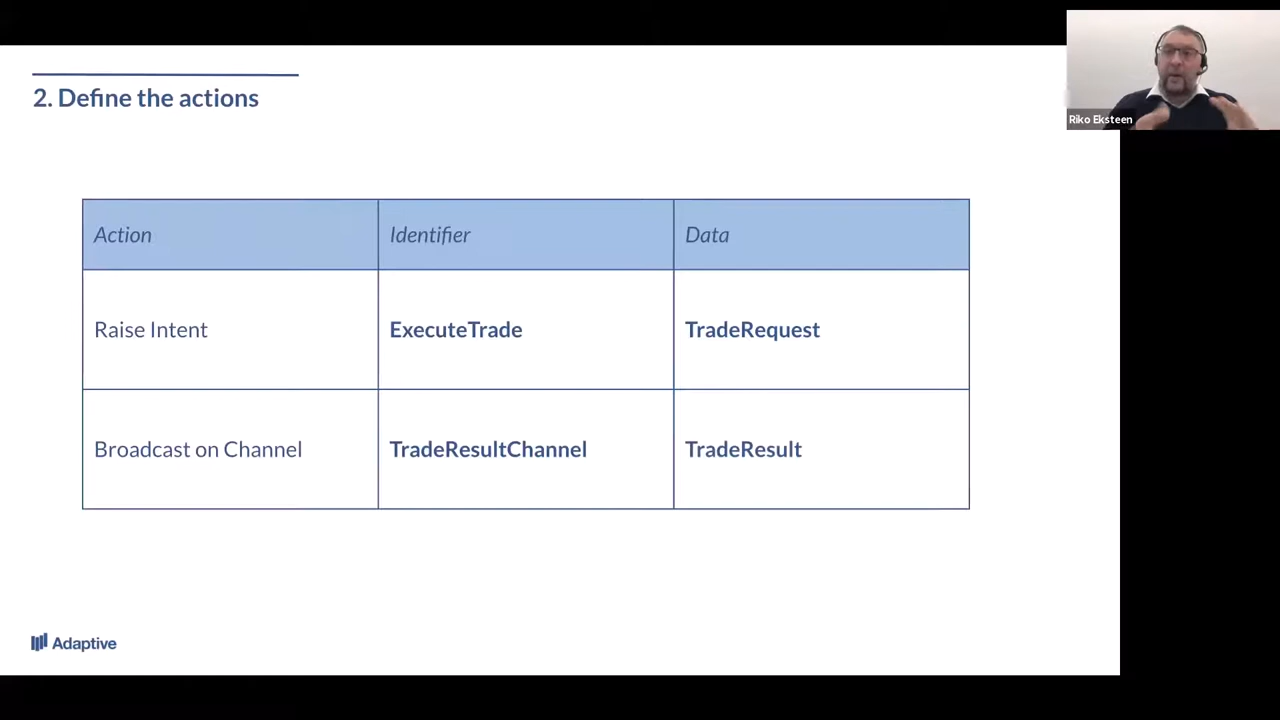 2. Define the actions
Riko Eksteen
Action Identifier Data
Raise Intent ExecuteTrade TradeRequest
Broadcast on Channel TradeResultChannel TradeResult
Adaptive